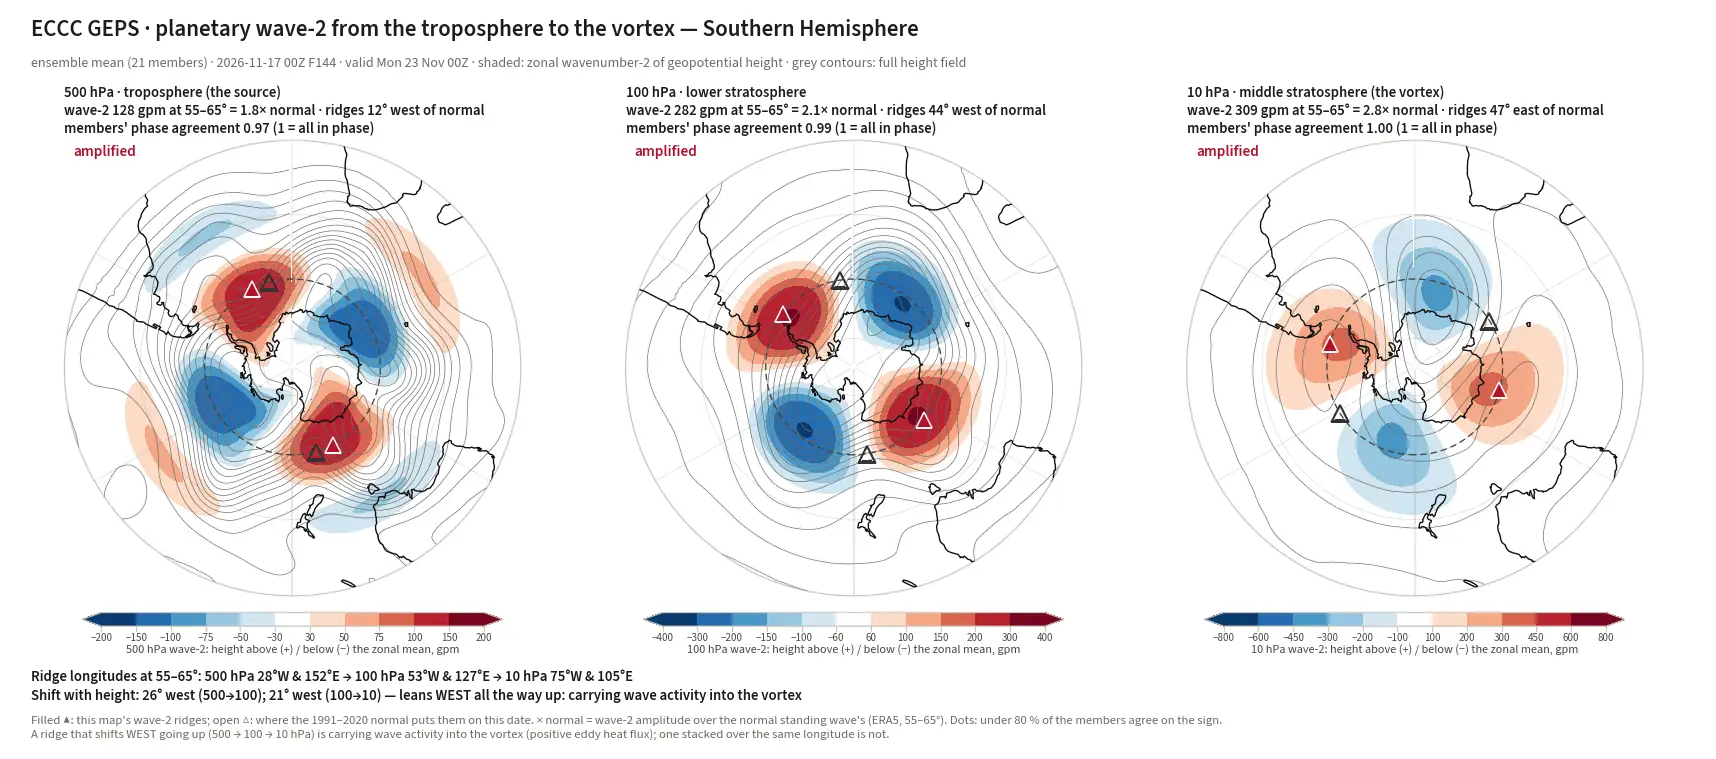 ECCC GEPS · planetary wave-2 from the troposphere to the vortex — Southern Hemisphere
ensemble mean (21 members) · 2026-11-17 00Z F144 · valid Mon 23 Nov 00Z · shaded: zonal wavenumber-2 of geopotential height · grey contours: full height field
500 hPa · troposphere (the source)
wave-2 128 gpm at 55–65° = 1.8× normal · ridges 12° west of normal
members' phase agreement 0.97 (1 = all in phase)
amplified
100 hPa · lower stratosphere
wave-2 282 gpm at 55–65° = 2.1× normal · ridges 44° west of normal
members' phase agreement 0.99 (1 = all in phase)
amplified
10 hPa · middle stratosphere (the vortex)
wave-2 309 gpm at 55–65° = 2.8× normal · ridges 47° east of normal
members' phase agreement 1.00 (1 = all in phase)
amplified
−200 −150 −100 −75 −50 −30 30 50 75 100 150 200
500 hPa wave-2: height above (+) / below (−) the zonal mean, gpm
−400 −300 −200 −150 −100 −60 60 100 150 200 300 400
100 hPa wave-2: height above (+) / below (−) the zonal mean, gpm
−800 −600 −450 −300 −200 −100 100 200 300 450 600 800
10 hPa wave-2: height above (+) / below (−) the zonal mean, gpm
Ridge longitudes at 55–65°: 500 hPa 28°W & 152°E → 100 hPa 53°W & 127°E → 10 hPa 75°W & 105°E
Shift with height: 26° west (500→100); 21° west (100→10) — leans WEST all the way up: carrying wave activity into the vortex
Filled ▲: this map's wave-2 ridges; open △: where the 1991–2020 normal puts them on this date. × normal = wave-2 amplitude over the normal standing wave's (ERA5, 55–65°). Dots: under 80 % of the members agree on the sign.
A ridge that shifts WEST going up (500 → 100 → 10 hPa) is carrying wave activity into the vortex (positive eddy heat flux); one stacked over the same longitude is not.